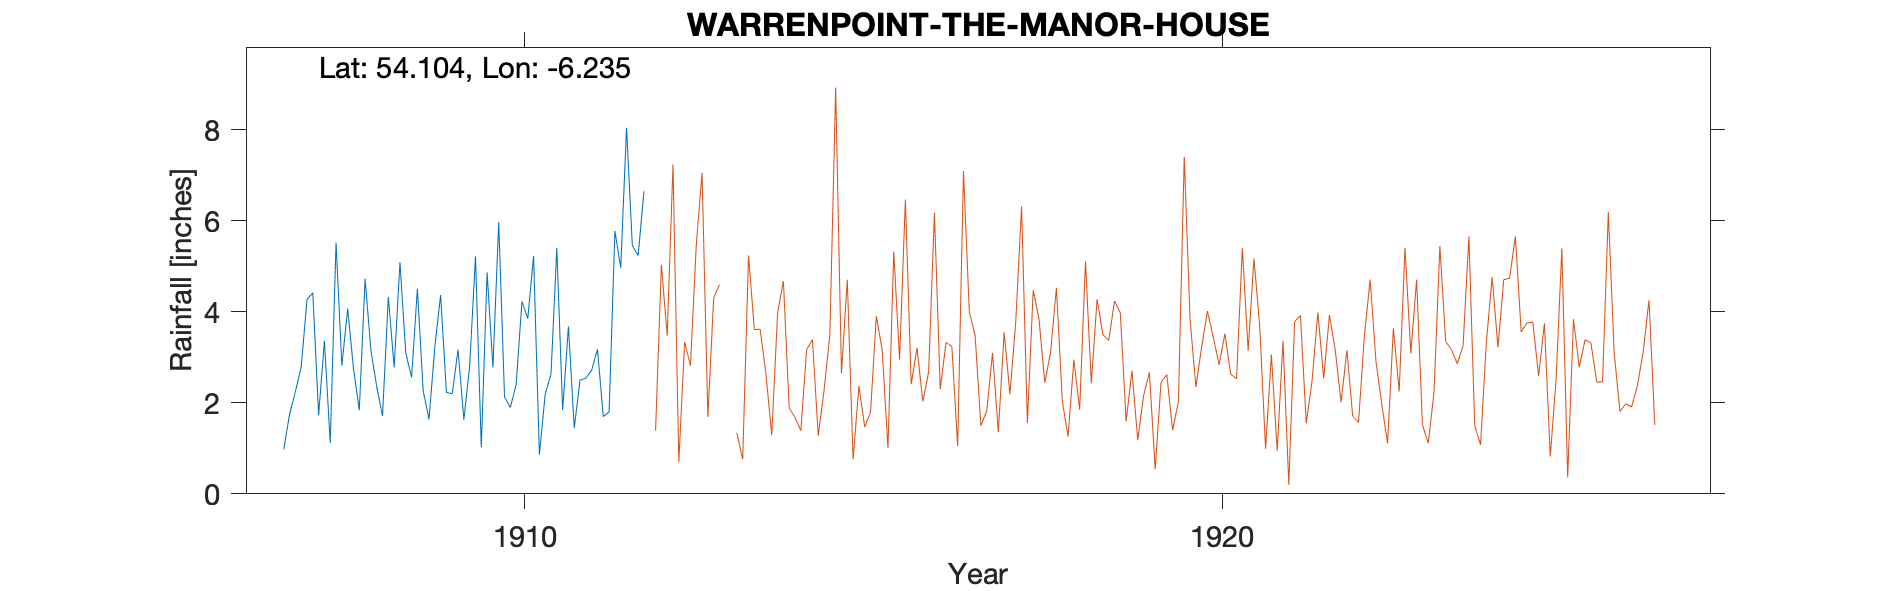 WARRENPOINT-THE-MANOR-HOUSE
Lat: 54.104, Lon: -6.235
Rainfall [inches]
8
6
4
2
0
1910 1920
Year